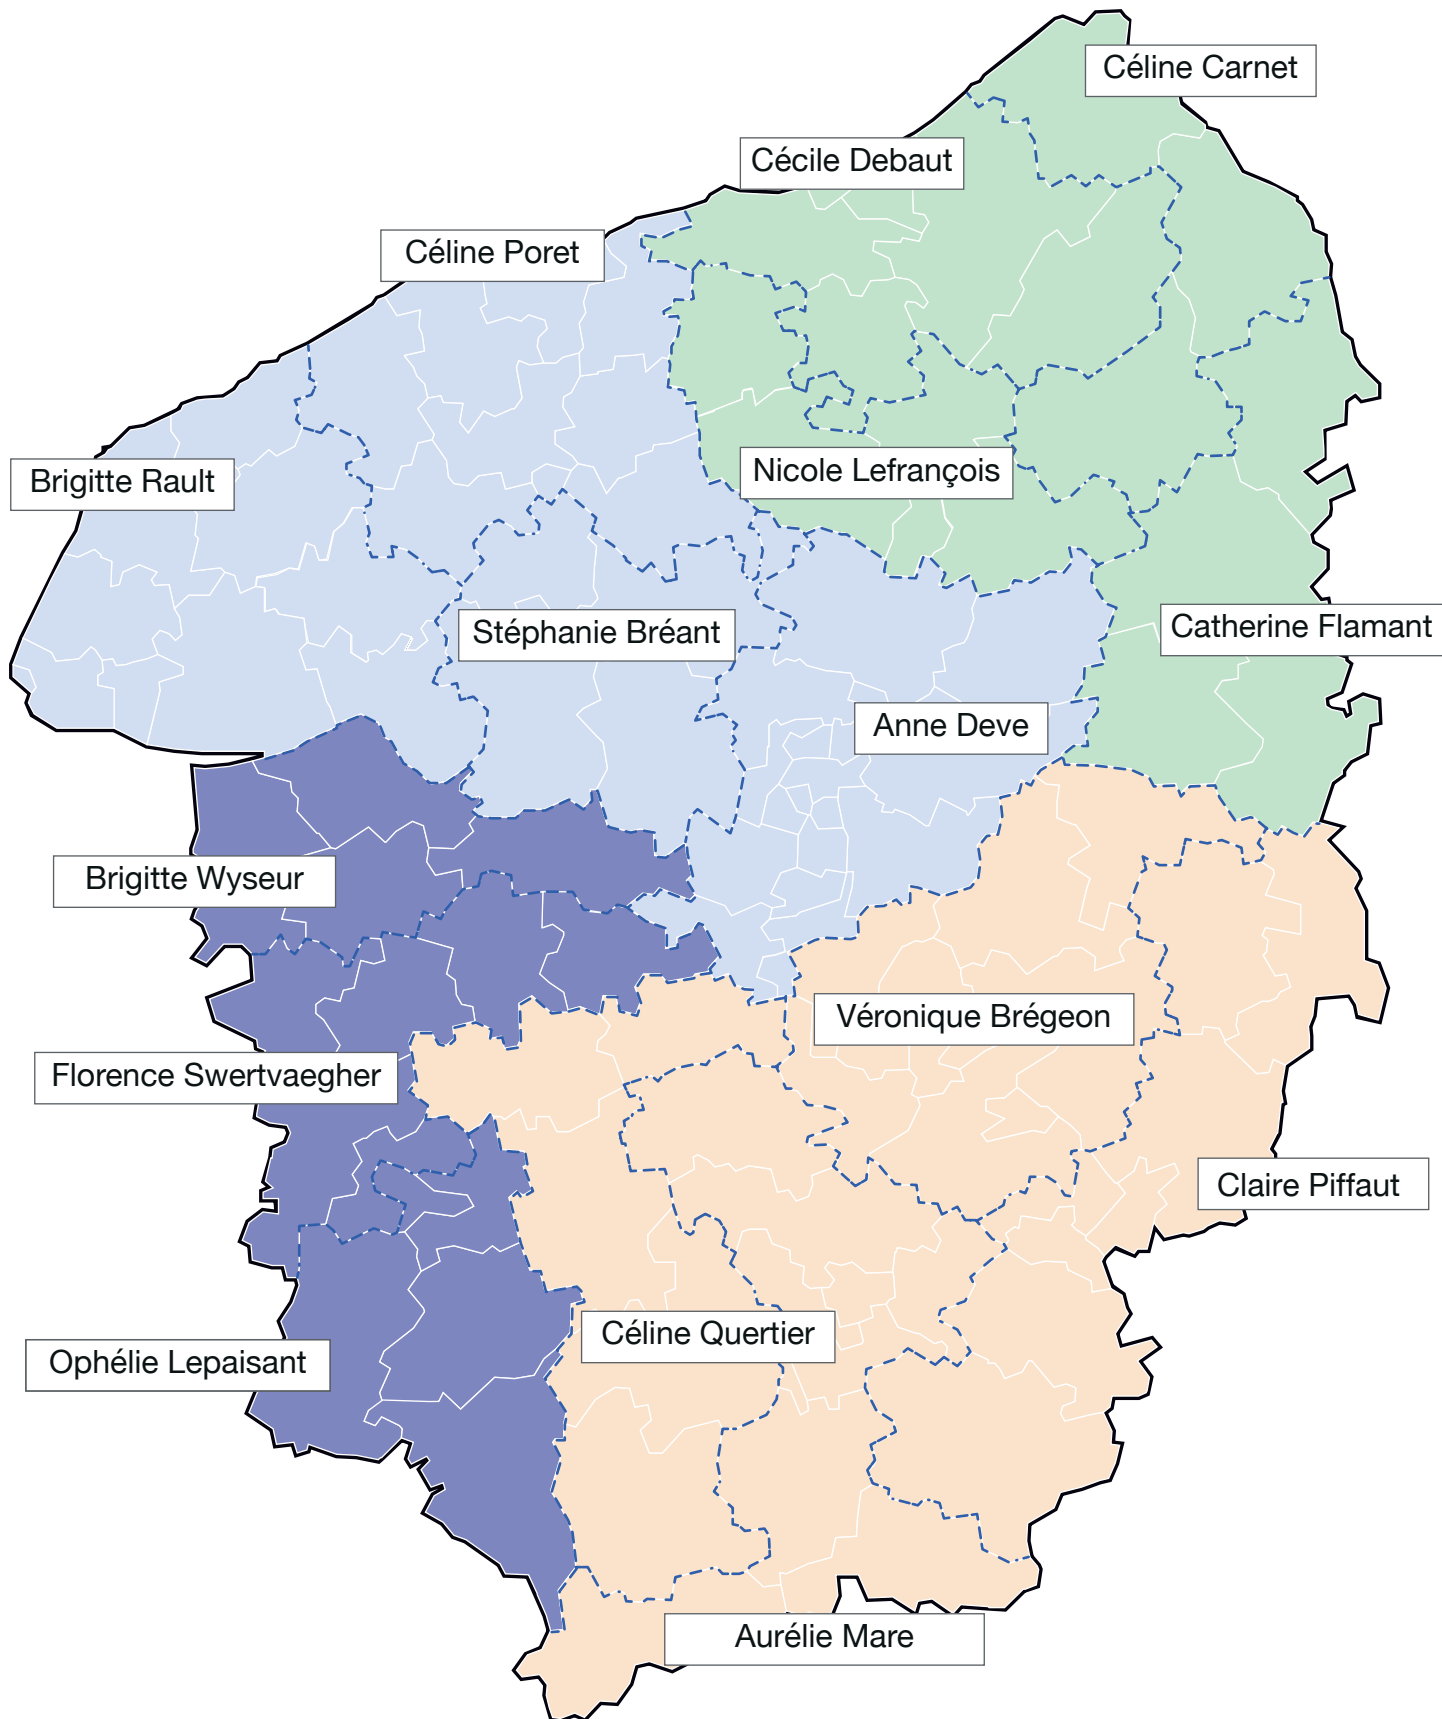 Céline Carnet
Cécile Debaut
Céline Poret
Nicole Lefrançois
Brigitte Rault
Catherine Flamant
Stéphanie Bréant
Anne Deve
Brigitte Wyseur
Véronique Brégeon
Florence Swertvaegher
Claire Piffaut
Céline Quertier
Ophélie Lepaisant
Aurélie Mare